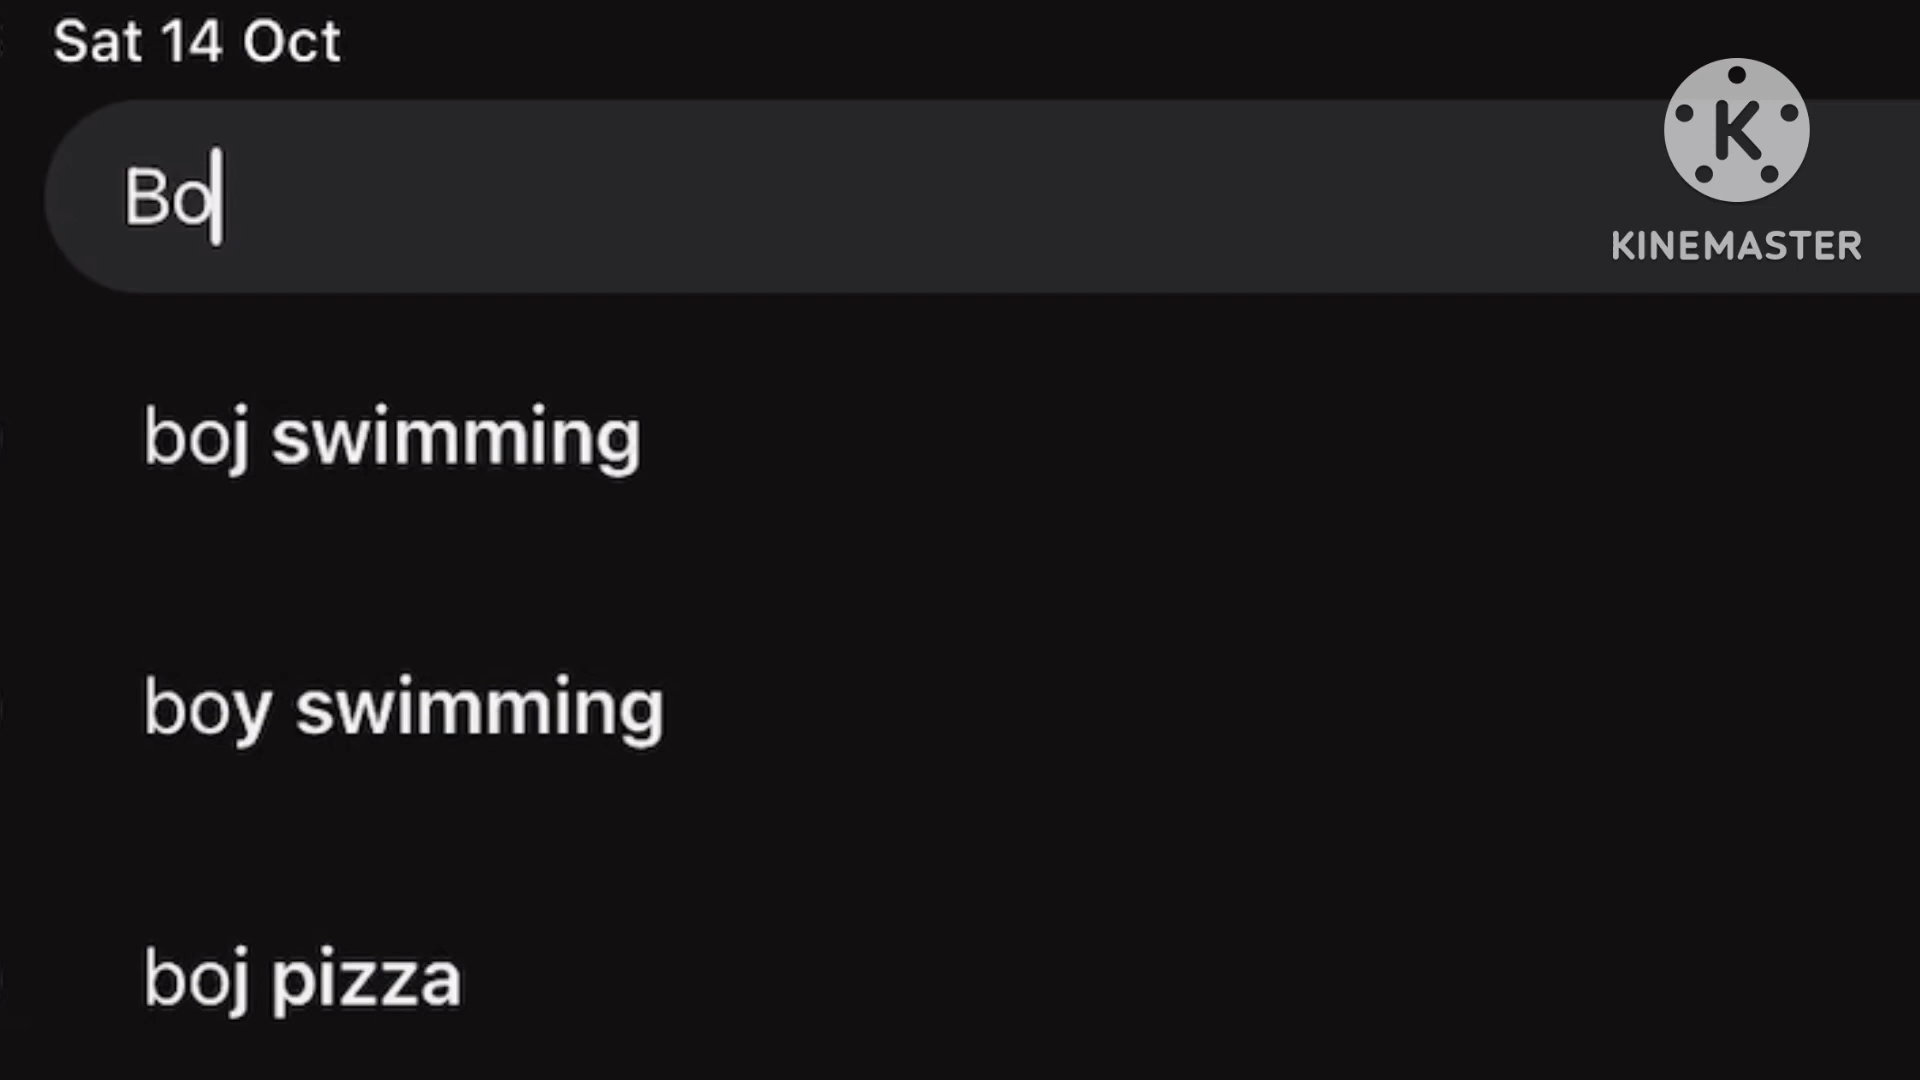 Sat 14 Oct
Bo
K
KINEMASTER
boj swimming
boy swimming
boj pizza